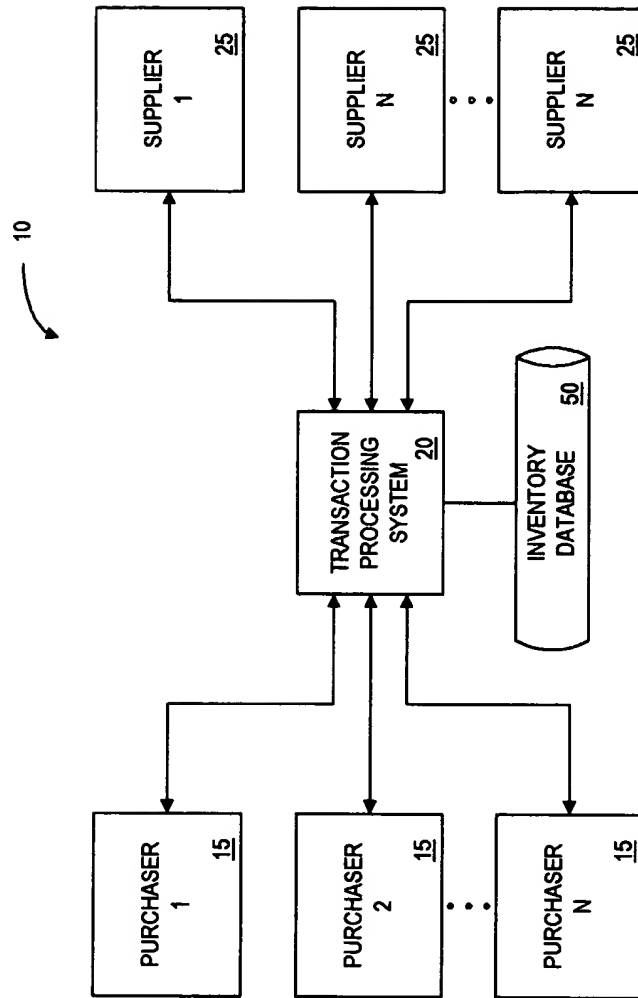 10
PURCHASER
1
15
PURCHASER
2
15
PURCHASER
N
15
TRANSACTION
PROCESSING
SYSTEM
20
INVENTORY
DATABASE
50
SUPPLIER
1
25
SUPPLIER
N
25
SUPPLIER
N
25